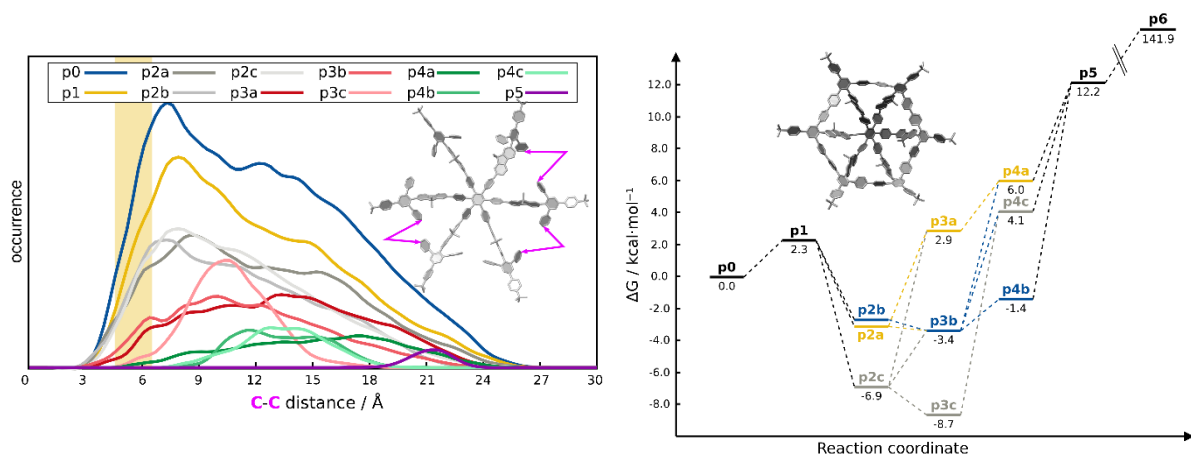 p0 p2a p2c p3b p4a p4c
p1 p2b p3a p3c p4b p5
occurrence
0 3 6 9 12 15 18 21 24 27 30
C-C distance / Å
ΔG / kcal·mol⁻¹
12.0
10.0
8.0
6.0
4.0
2.0
0.0
-2.0
-4.0
-6.0
-8.0
p0
0.0
p1
2.3
p2b
p2a
p2c
-6.9
p3a
2.9
p3b
-3.4
p3c
-8.7
p4a
6.0
p4c
4.1
p4b
-1.4
p5
12.2
p6
141.9
Reaction coordinate